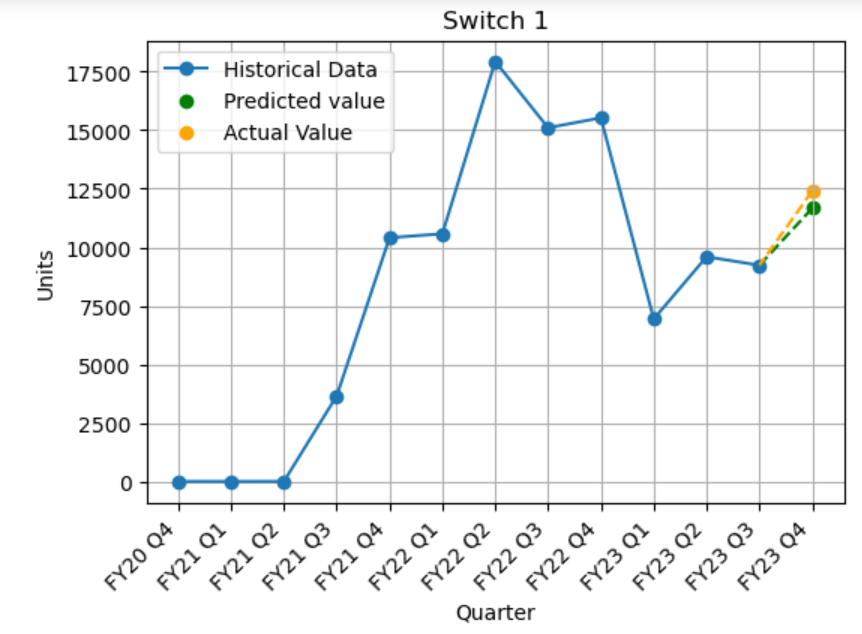 Switch 1
Historical Data
Predicted value
Actual Value
17500
15000
12500
10000
7500
5000
2500
0
Units
FY20 Q4
FY21 Q1
FY21 Q2
FY21 Q3
FY21 Q4
FY22 Q1
FY22 Q2
FY22 Q3
FY22 Q4
FY23 Q1
FY23 Q2
FY23 Q3
FY23 Q4
Quarter